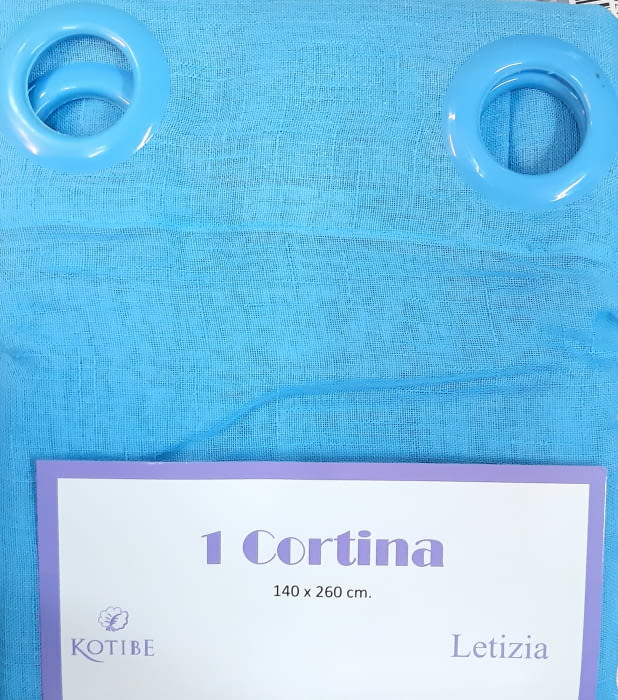 1 Cortina
140 x 260 cm.
KOTIBE
Letizia